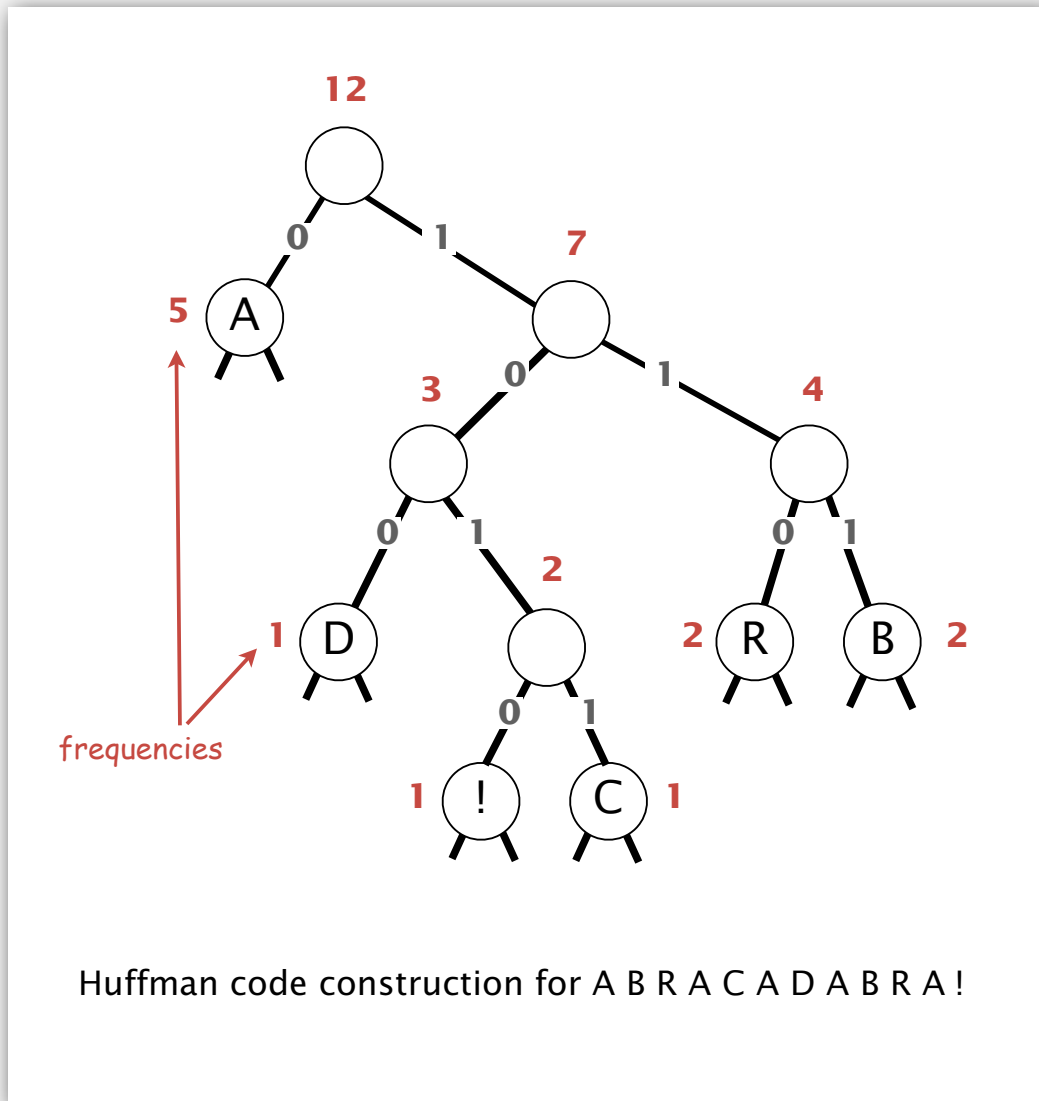 12
0 1
7
5 A
0 1
3 4
0 1 0 1
2
1 D 2 R B 2
0 1
frequencies
1 ! C 1
Huffman code construction for A B R A C A D A B R A !